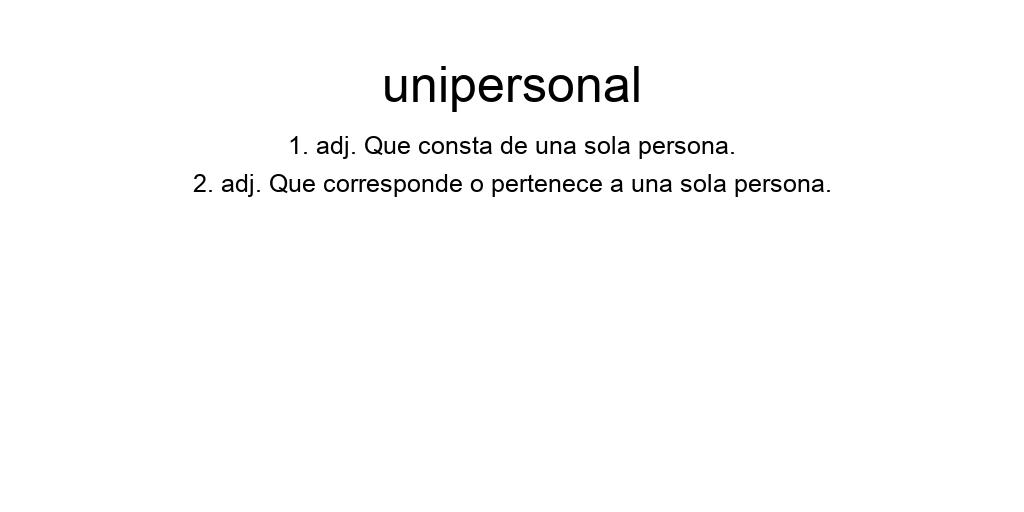 unipersonal
1. adj. Que consta de una sola persona.
2. adj. Que corresponde o pertenece a una sola persona.